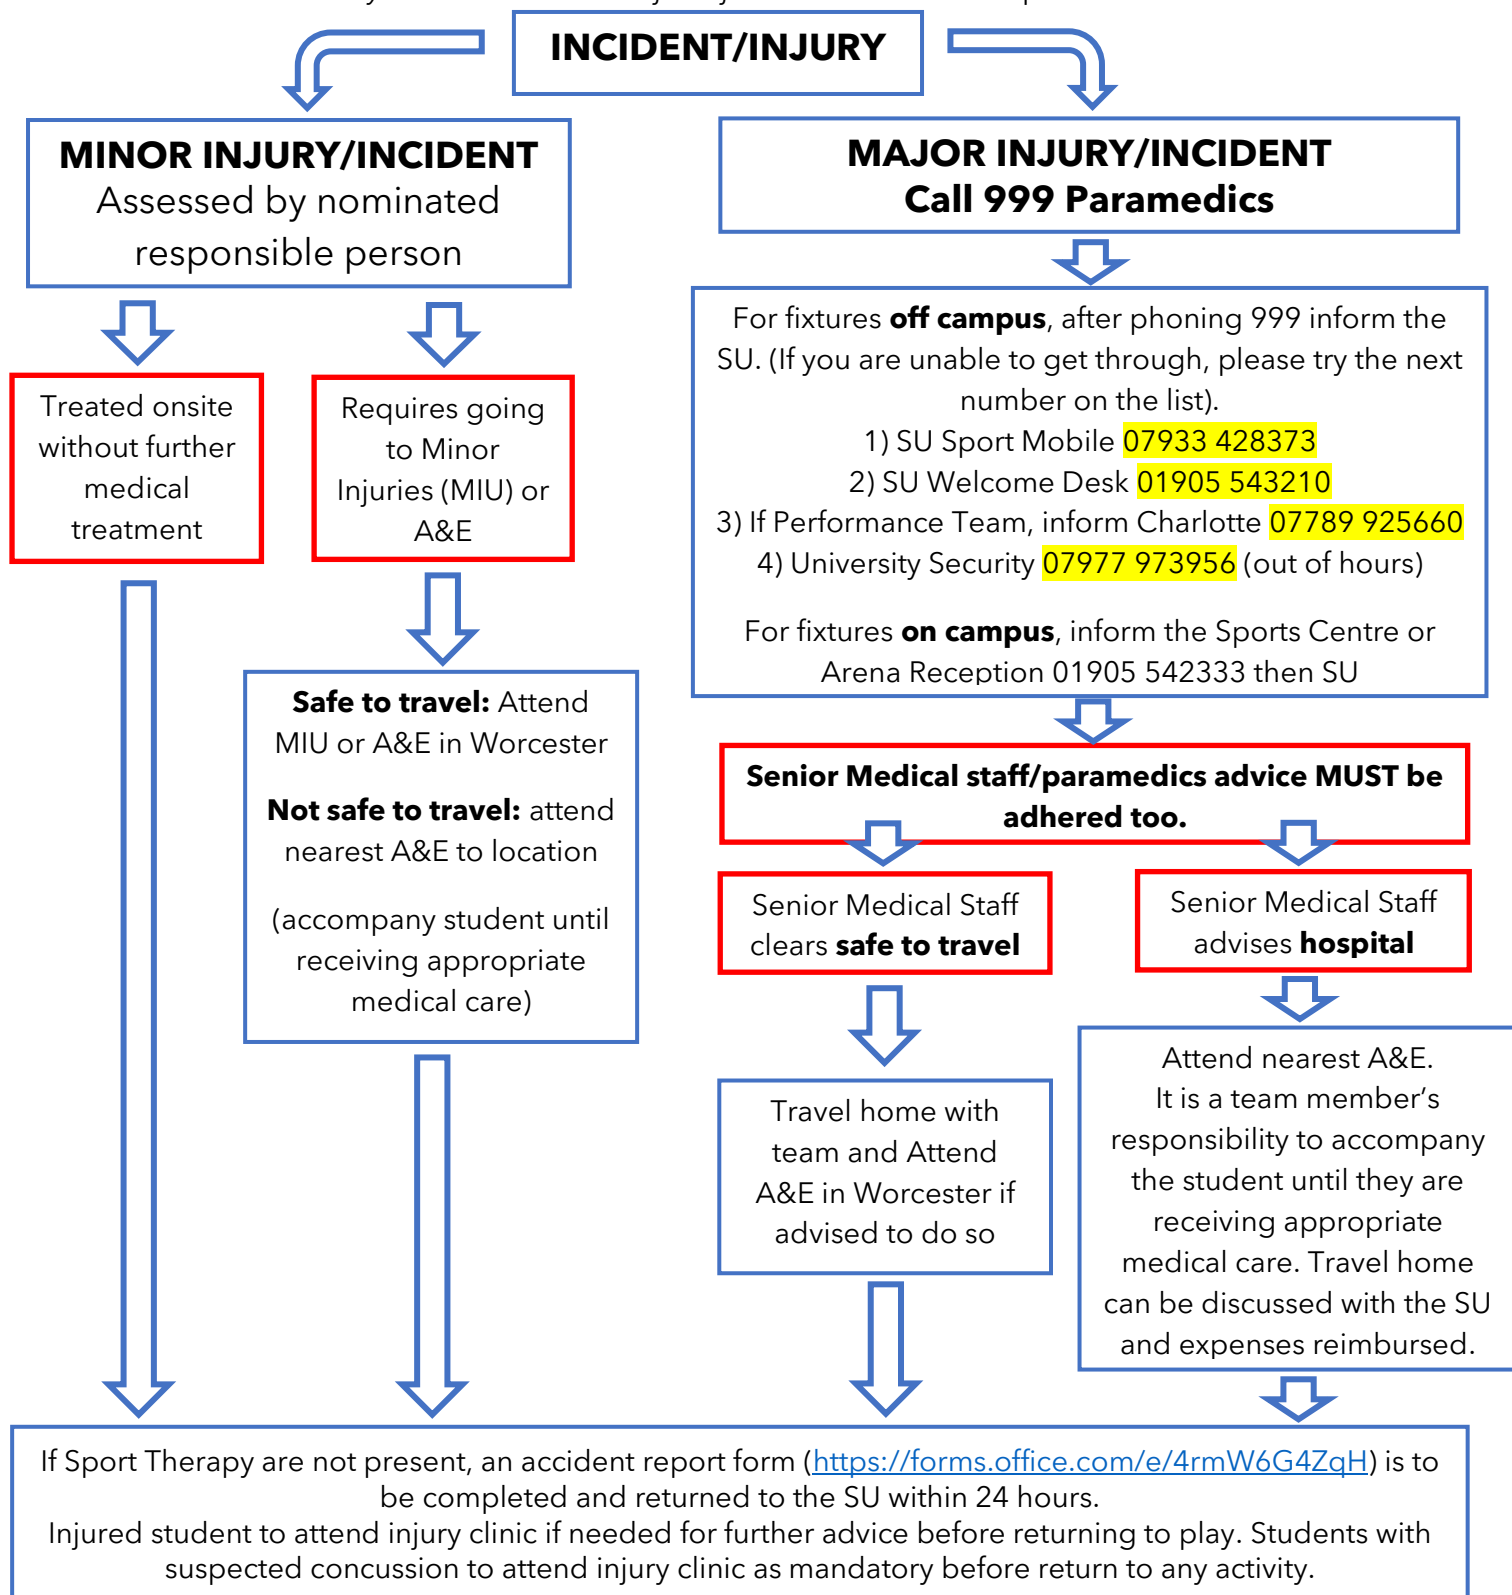 INCIDENT/INJURY
MINOR INJURY/INCIDENT
Assessed by nominated
responsible person
MAJOR INJURY/INCIDENT
Call 999 Paramedics
Treated onsite
without further
medical
treatment
Requires going
to Minor
Injuries (MIU) or
A&E
For fixtures off campus, after phoning 999 inform the
SU. (If you are unable to get through, please try the next
number on the list).
1) SU Sport Mobile 07933 428373
2) SU Welcome Desk 01905 543210
3) If Performance Team, inform Charlotte 07789 925660
4) University Security 07977 973956 (out of hours)
For fixtures on campus, inform the Sports Centre or
Arena Reception 01905 542333 then SU
Safe to travel: Attend
MIU or A&E in Worcester
Not safe to travel: attend
nearest A&E to location
(accompany student until
receiving appropriate
medical care)
Senior Medical staff/paramedics advice MUST be
adhered too.
Senior Medical Staff
clears safe to travel
Senior Medical Staff
advises hospital
Travel home with
team and Attend
A&E in Worcester if
advised to do so
Attend nearest A&E.
It is a team member’s
responsibility to accompany
the student until they are
receiving appropriate
medical care. Travel home
can be discussed with the SU
and expenses reimbursed.
If Sport Therapy are not present, an accident report form (https://forms.office.com/e/4rmW6G4ZqH) is to
be completed and returned to the SU within 24 hours.
Injured student to attend injury clinic if needed for further advice before returning to play. Students with
suspected concussion to attend injury clinic as mandatory before return to any activity.